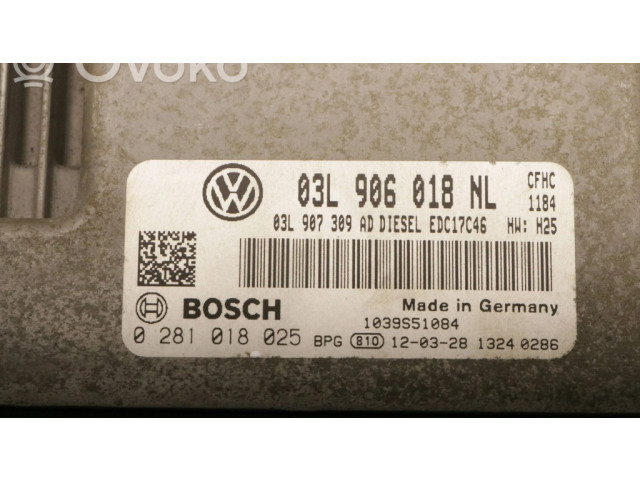 OVOKO
03L 906 018 NL CFHC
1184
03L 907 309 AD DIESEL EDC17C46 HW: H25
BOSCH
Made in Germany
1039S51084
0 281 018 025 BPG 810 12-03-28 1324 0286